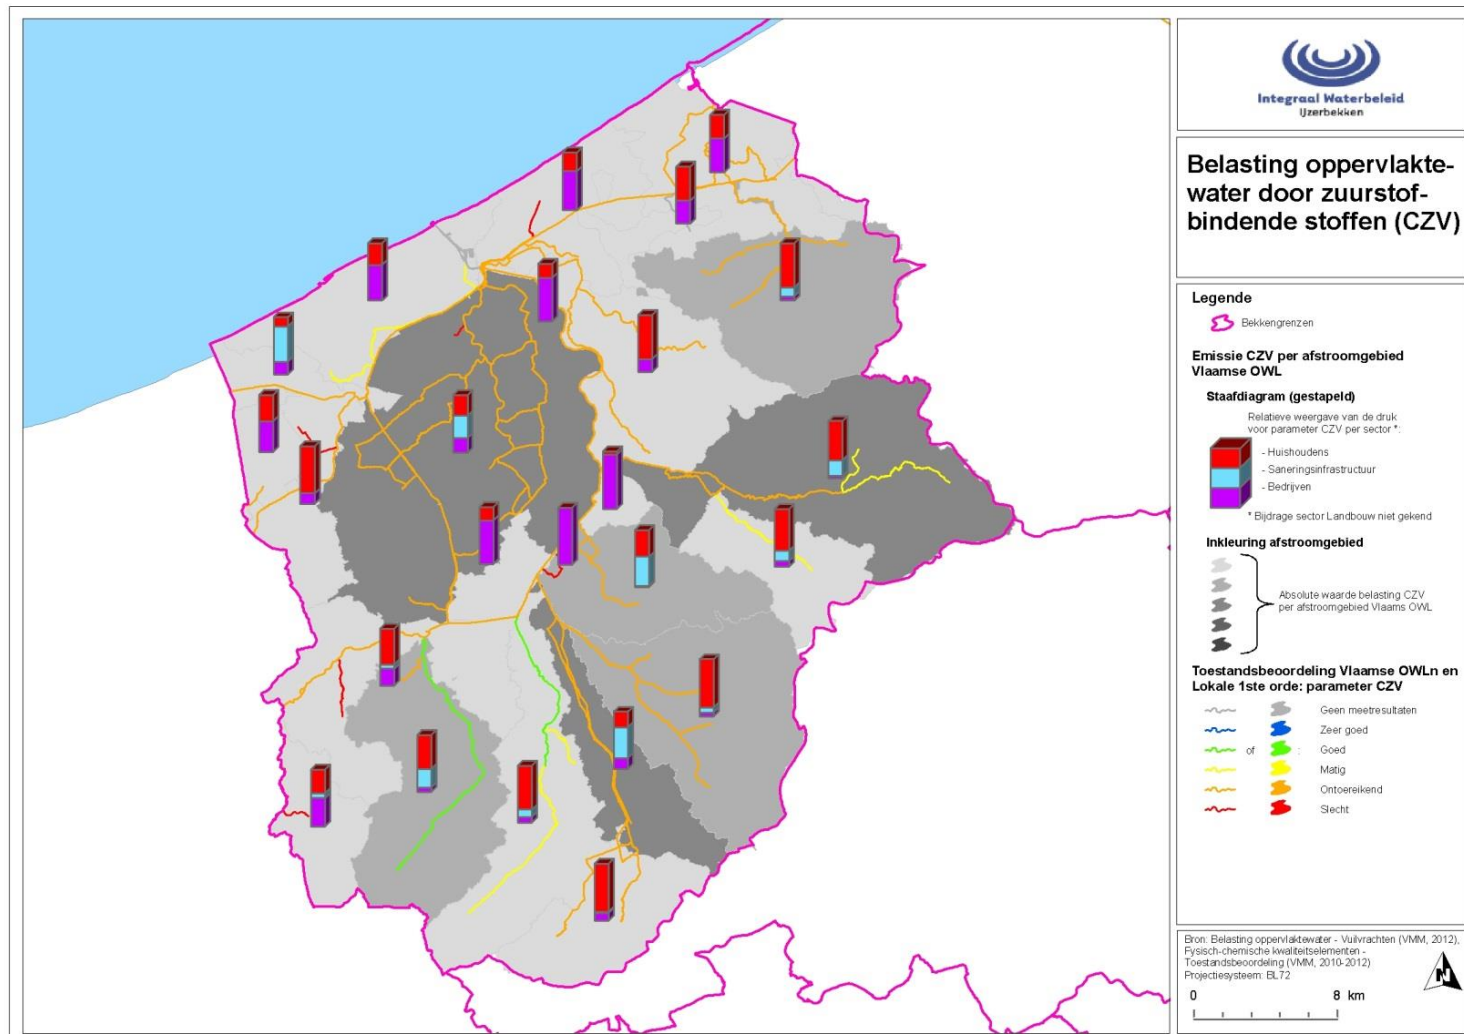 Integraal Waterbeleid
IJzerbekken
Belasting oppervlakte-
water door zuurstof-
bindende stoffen (CZV)
Legende
Bekkengrenzen
Emissie CZV per afstroomgebied
Vlaamse OWL
Staafdiagram (gestapeld)
Relatieve weergave van de druk
voor parameter CZV per sector *:
- Huishoudens
- Saneringsinfrastructuur
- Bedrijven
* Bijdrage sector Landbouw niet gekend
Inkleuring afstroomgebied
Absolute waarde belasting CZV
per afstroomgebied Vlaams OWL
Toestandsbeoordeling Vlaamse OWLn en
Lokale 1ste orde: parameter CZV
Geen meetresultaten
Zeer goed
of : Goed
Matig
Ontoereikend
Slecht
Bron: Belasting oppervlaktewater - Vuilvrachten (VMM, 2012),
Fysisch-chemische kwaliteitselementen -
Toestandsbeoordeling (VMM, 2010-2012)
Projectiesysteem: BL72
N
0 8 km